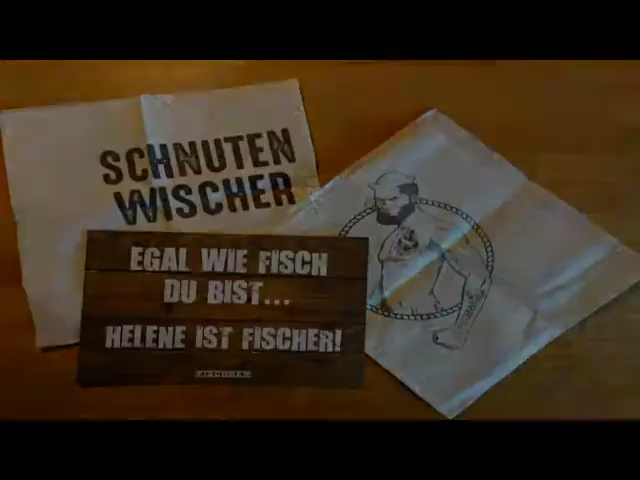 SCHNUTEN
WISCHER
EGAL WIE FISCH
DU BIST...
HELENE IST FISCHER!